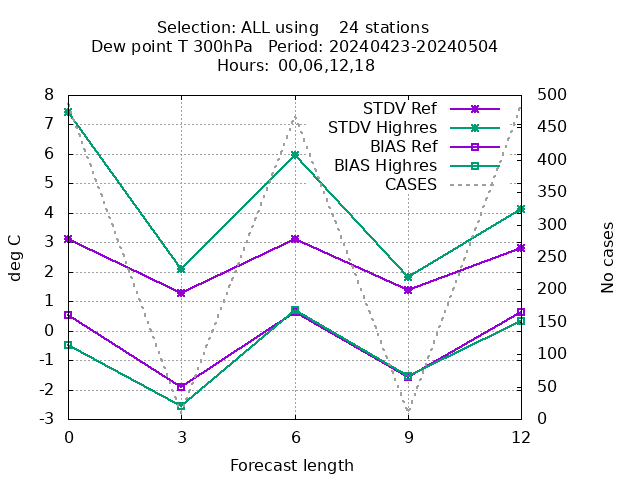 Selection: ALL using    24 stations
Dew point T 300hPa   Period: 20240423-20240504
Hours:  00,06,12,18
STDV Ref
STDV Highres
BIAS Ref
BIAS Highres
CASES
8
7
6
5
4
3
2
1
0
-1
-2
-3
500
450
400
350
300
250
200
150
100
50
0
deg C
No cases
0 3 6 9 12
Forecast length